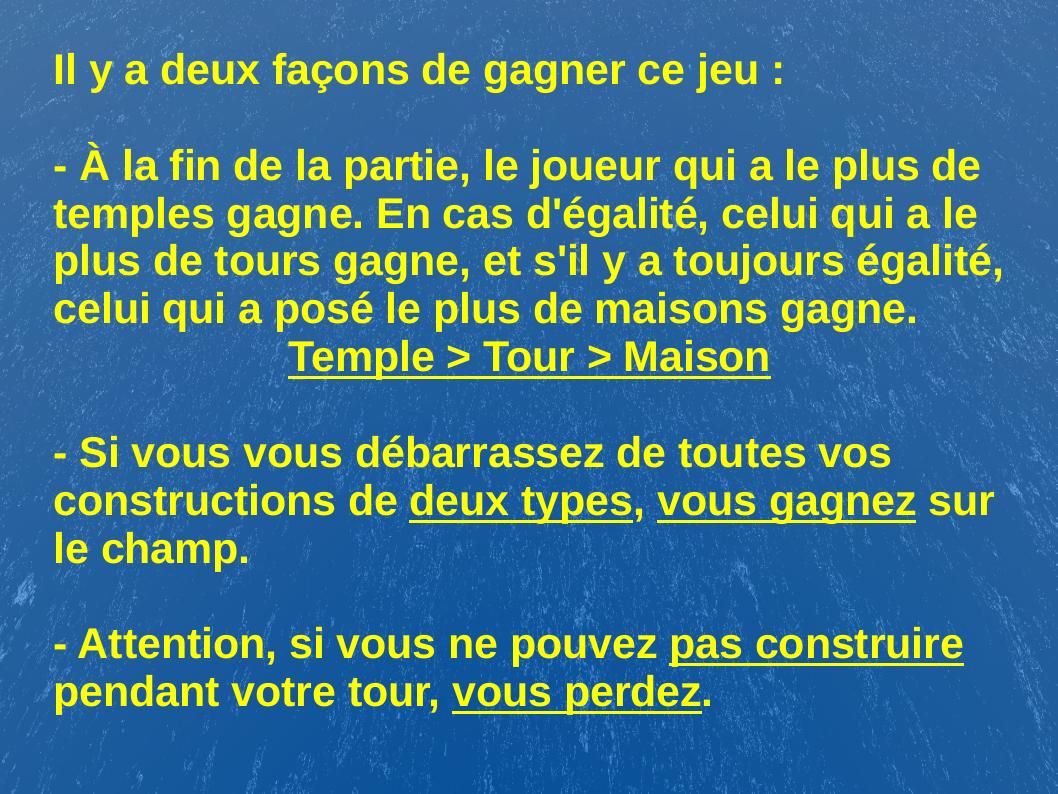 Il y a deux façons de gagner ce jeu :
- À la fin de la partie, le joueur qui a le plus de
temples gagne. En cas d'égalité, celui qui a le
plus de tours gagne, et s'il y a toujours égalité,
celui qui a posé le plus de maisons gagne.
Temple > Tour > Maison
- Si vous vous débarrassez de toutes vos
constructions de deux types, vous gagnez sur
le champ.
- Attention, si vous ne pouvez pas construire
pendant votre tour, vous perdez.